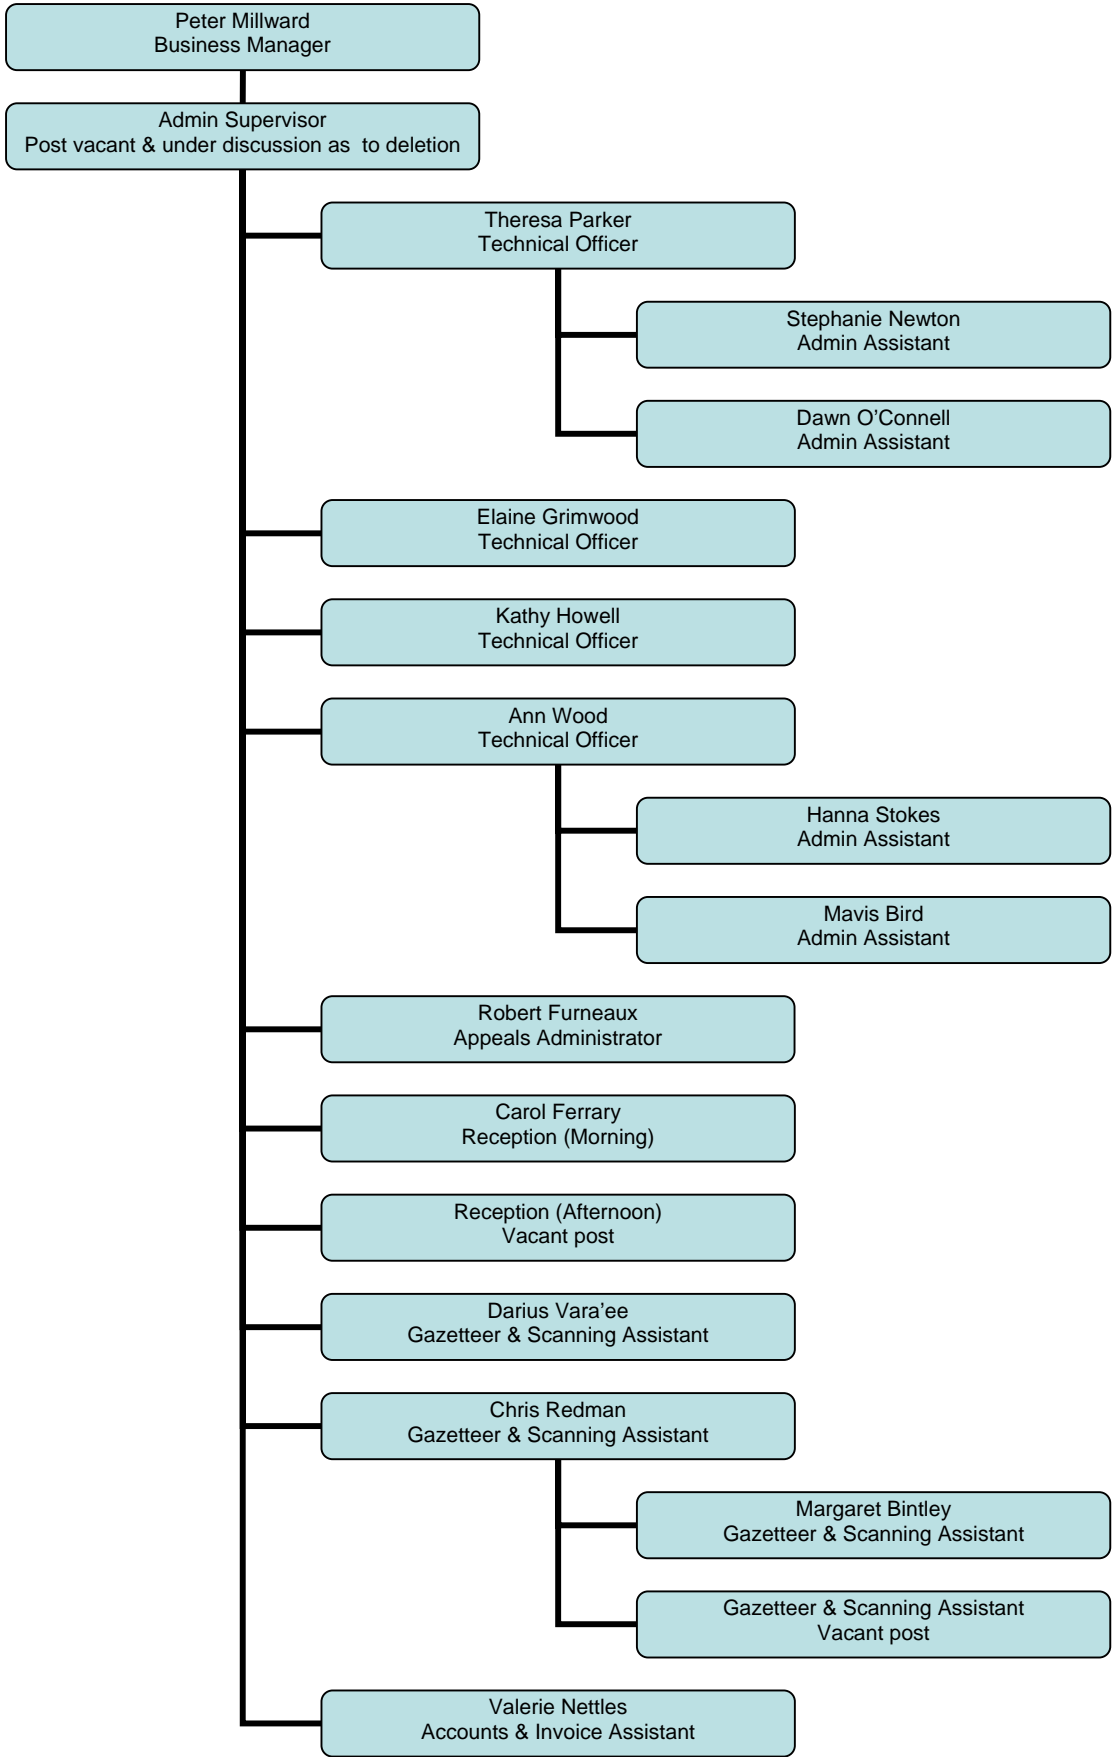 Peter Millward
Business Manager
Admin Supervisor
Post vacant & under discussion as  to deletion
Theresa Parker
Technical Officer
Stephanie Newton
Admin Assistant
Dawn O’Connell
Admin Assistant
Elaine Grimwood
Technical Officer
Kathy Howell
Technical Officer
Ann Wood
Technical Officer
Hanna Stokes
Admin Assistant
Mavis Bird
Admin Assistant
Robert Furneaux
Appeals Administrator
Carol Ferrary
Reception (Morning)
Reception (Afternoon)
Vacant post
Darius Vara’ee
Gazetteer & Scanning Assistant
Chris Redman
Gazetteer & Scanning Assistant
Margaret Bintley
Gazetteer & Scanning Assistant
Gazetteer & Scanning Assistant
Vacant post
Valerie Nettles
Accounts & Invoice Assistant